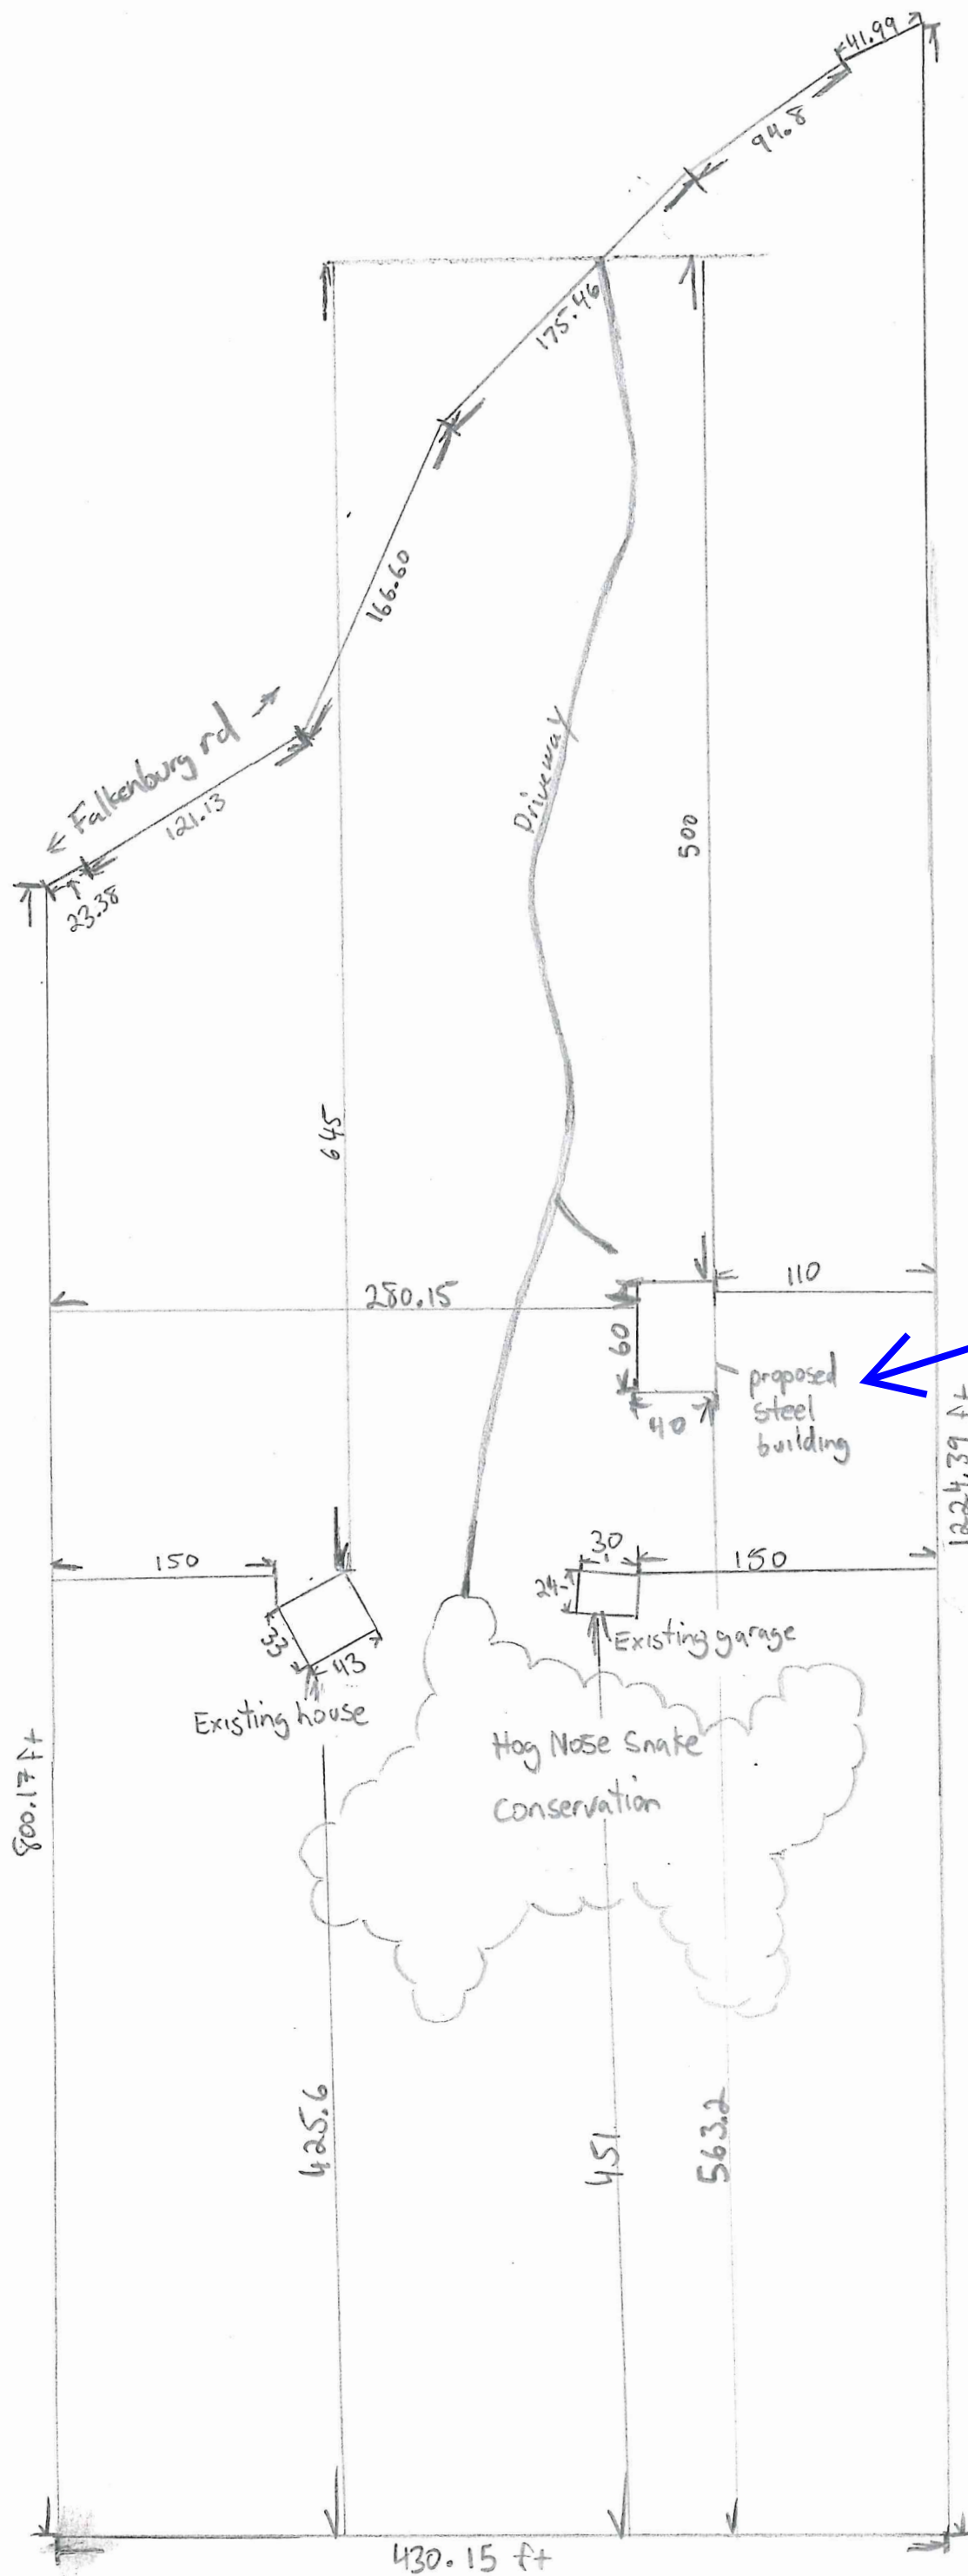 41.99
94.8
175.46
166.60
← Falkenburg rd →
121.13
23.38
Driveway
500
645
280.15
110
60
40
proposed
steel
building
1224.39 ft
150
30
150
24
Existing garage
33
43
Existing house
Hog Nose Snake
Conservation
800.17 ft
425.6
451
563.2
430.15 ft